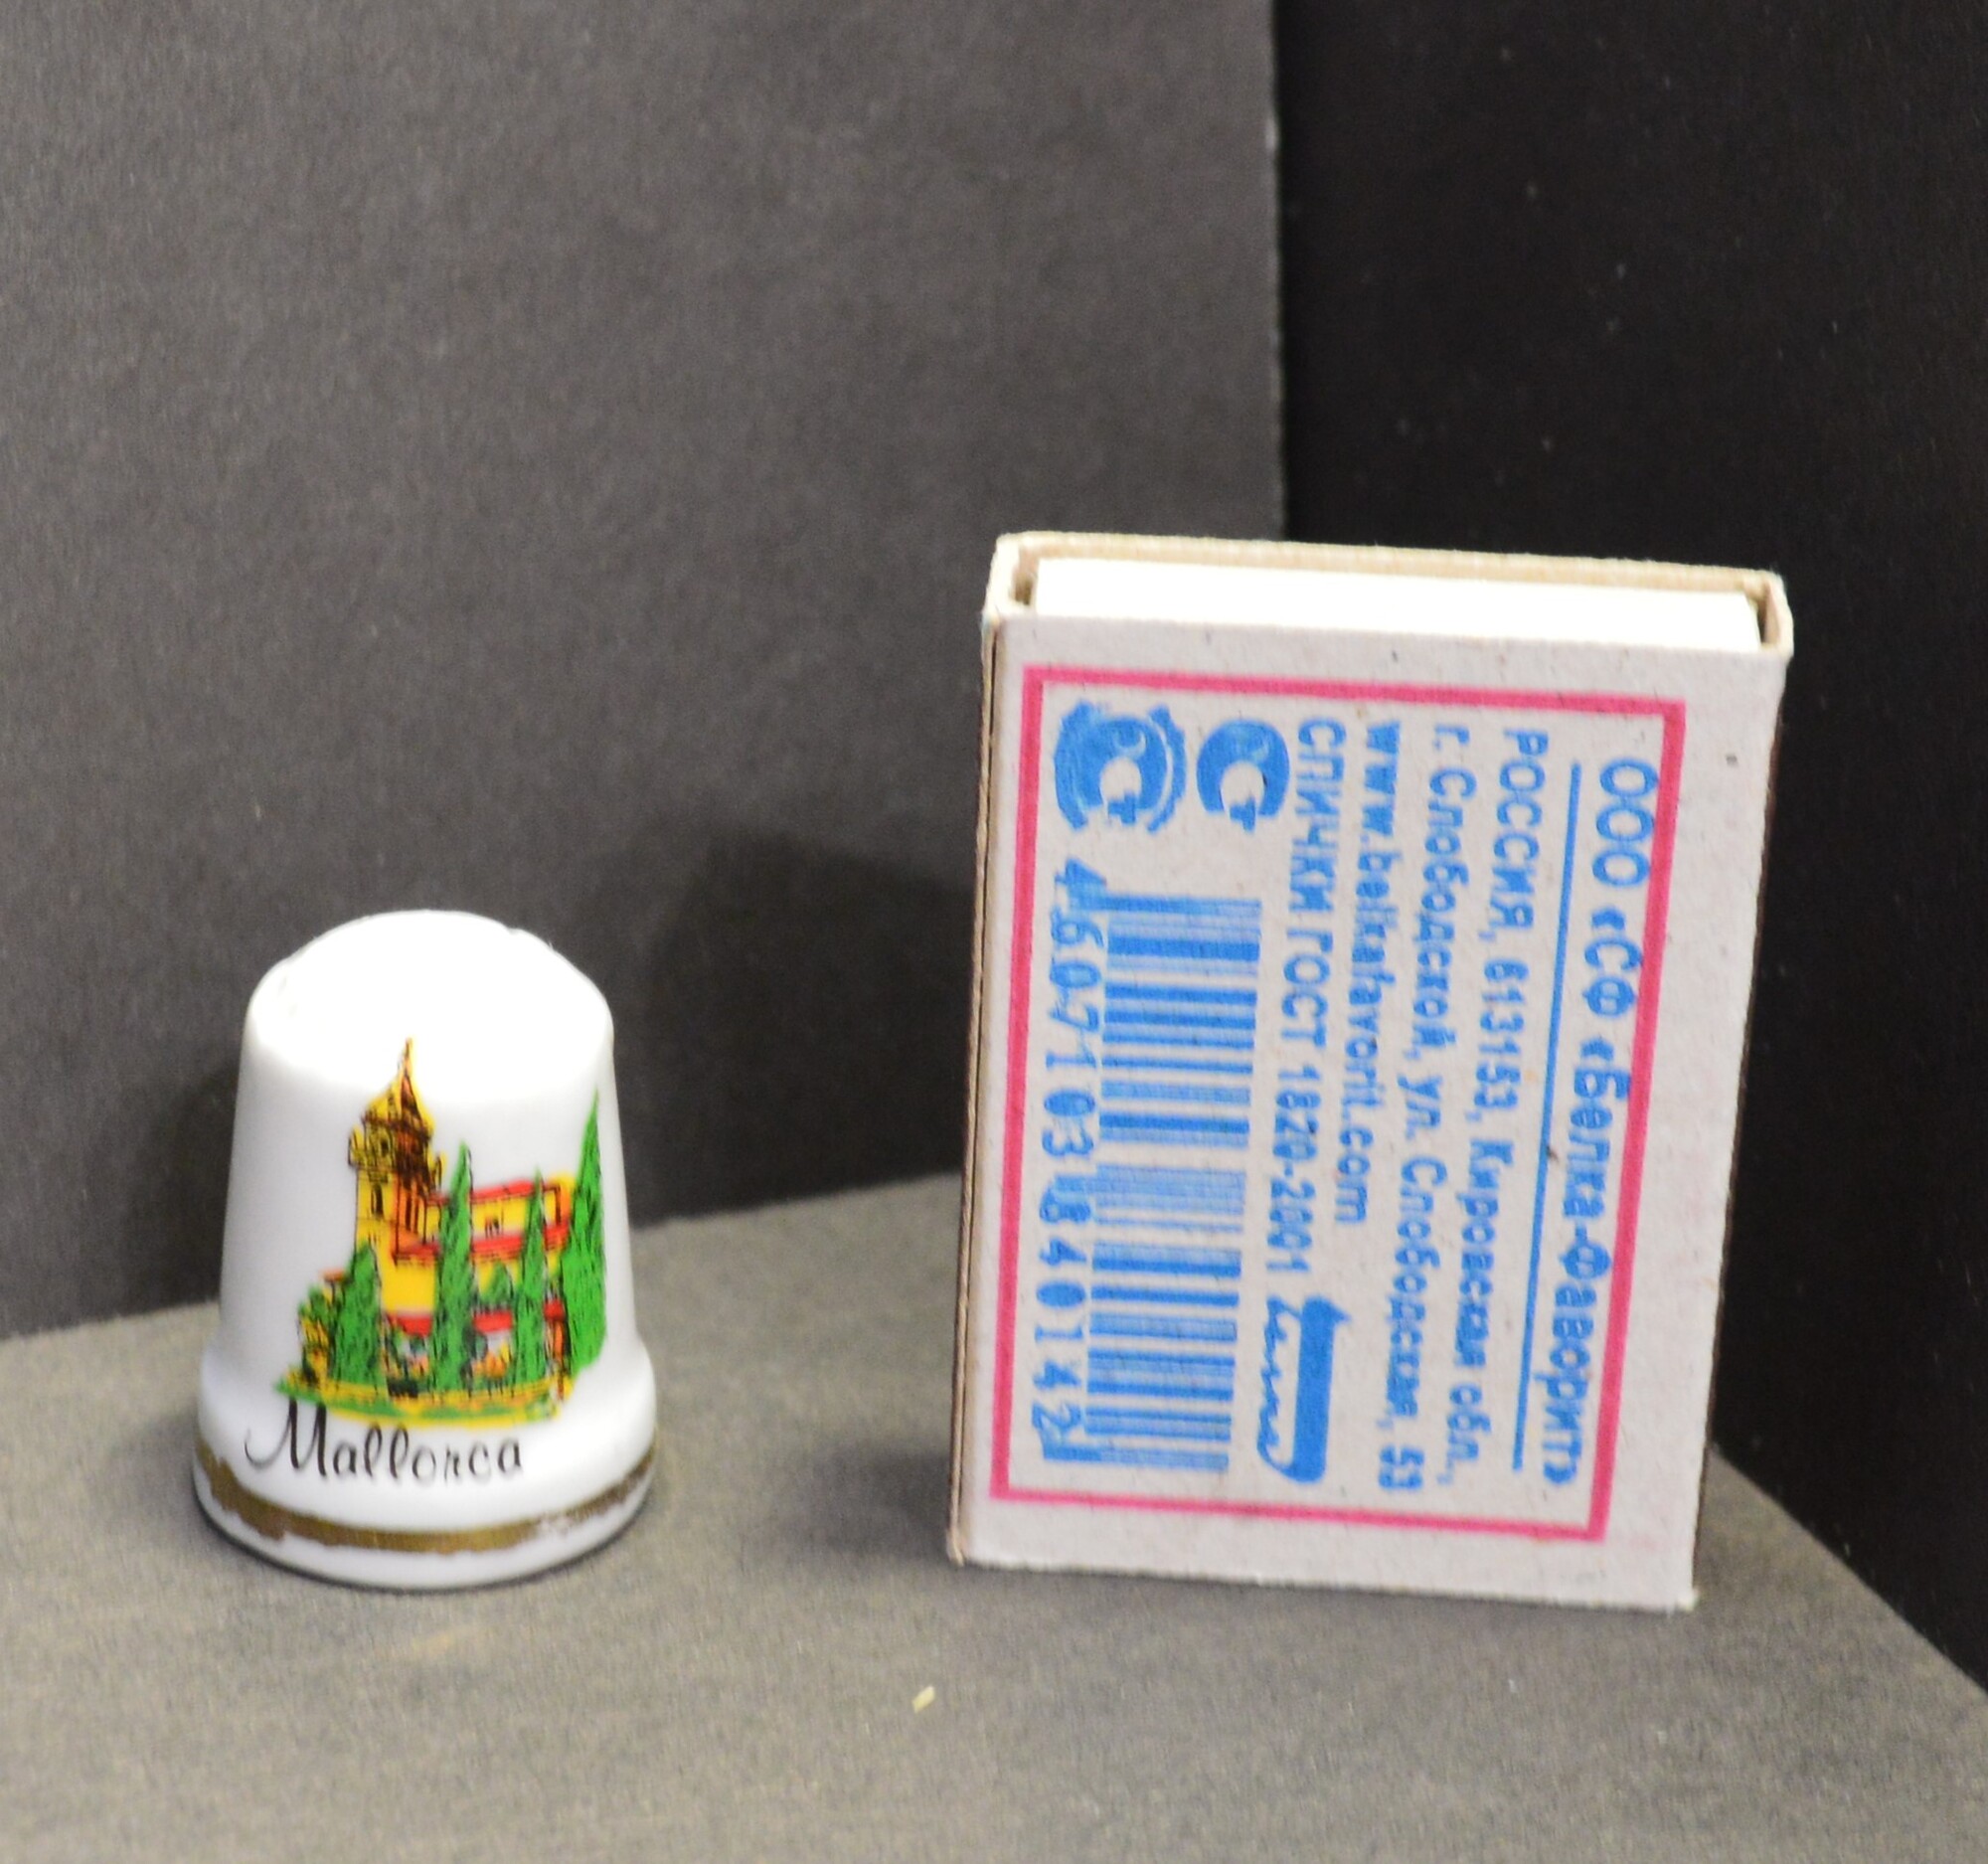 Mallorca
ООО «СФ «Белка-Фаворит»
РОССИЯ, 613153, Кировская обл.,
г. Слободской, ул. Слободская, 53
www.belkafavorit.com
СПИЧКИ ГОСТ 1820-2001
4607103840142